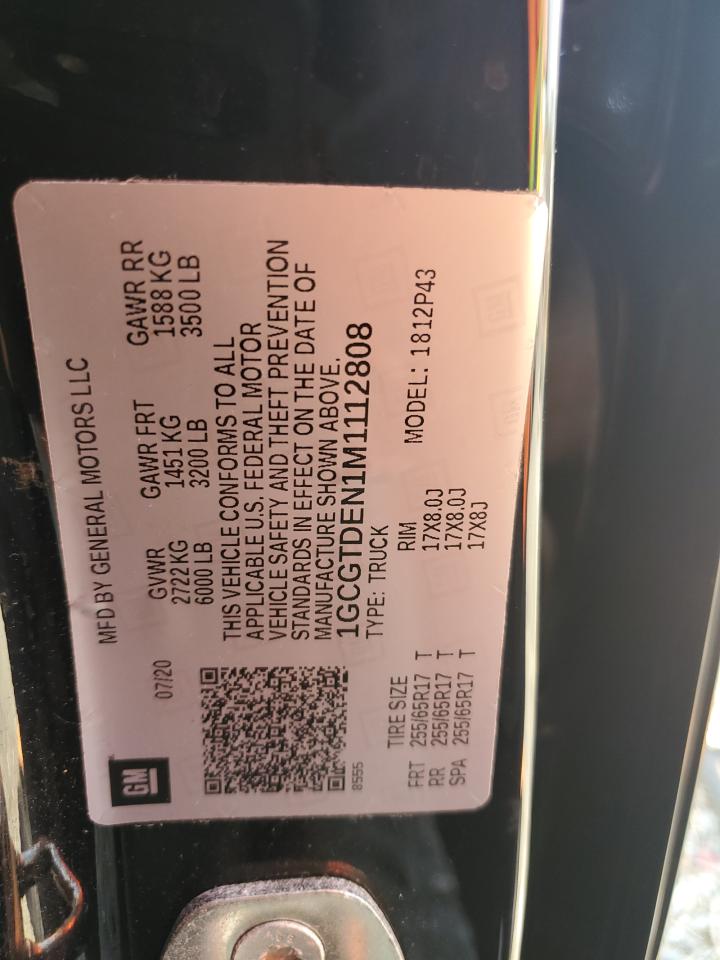 GM
07/20
MFD BY GENERAL MOTORS LLC
GVWR GAWR FRT GAWR RR
2722 KG 1451 KG 1588 KG
6000 LB 3200 LB 3500 LB
THIS VEHICLE CONFORMS TO ALL
APPLICABLE U.S. FEDERAL MOTOR
VEHICLE SAFETY AND THEFT PREVENTION
STANDARDS IN EFFECT ON THE DATE OF
MANUFACTURE SHOWN ABOVE.
1GCGTDEN1M1112808
8555
TYPE: TRUCK
TIRE SIZE RIM MODEL: 1812P43
FRT 255/65R17 T 17X8.0J
RR 255/65R17 T 17X8.0J
SPA 255/65R17 T 17X8J